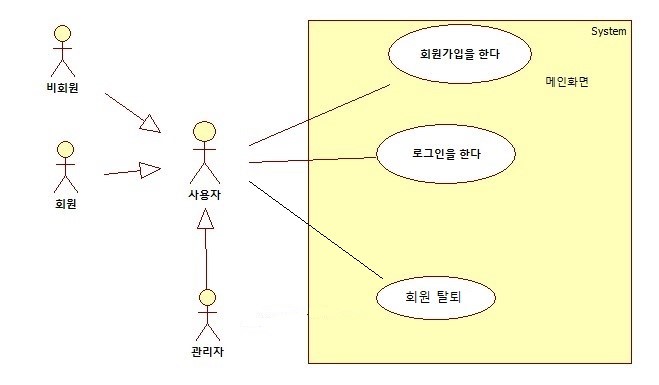 System
회원가입을 한다
메인화면
비회원
로그인을 한다
회원
사용자
회원 탈퇴
관리자